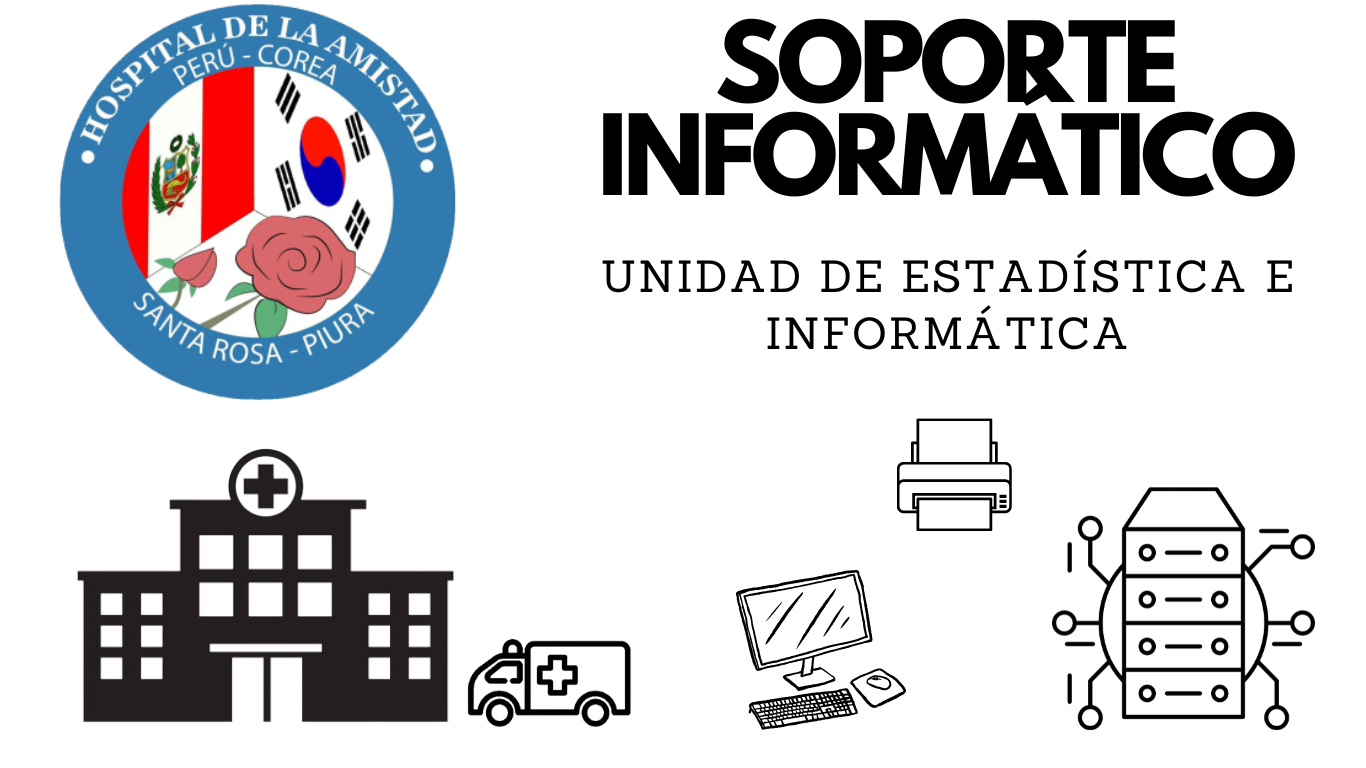 HOSPITAL DE LA AMISTAD
PERÚ - COREA
SANTA ROSA - PIURA
SOPORTE
INFORMÁTICO
UNIDAD DE ESTADÍSTICA E
INFORMÁTICA